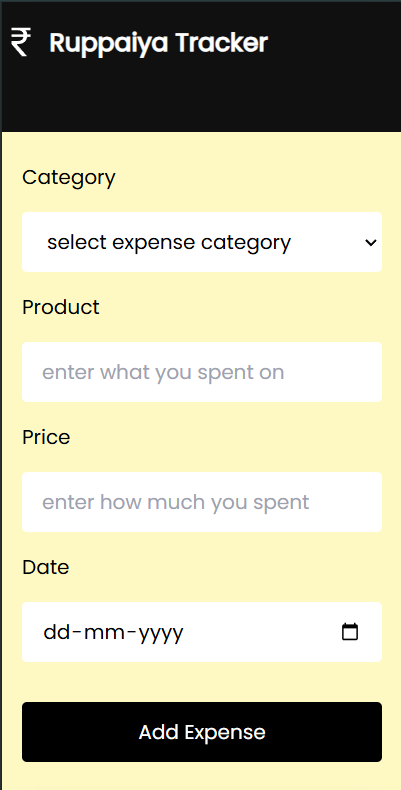 ₹ Ruppaiya Tracker
Category
select expense category
Product
enter what you spent on
Price
enter how much you spent
Date
dd-mm-yyyy
Add Expense